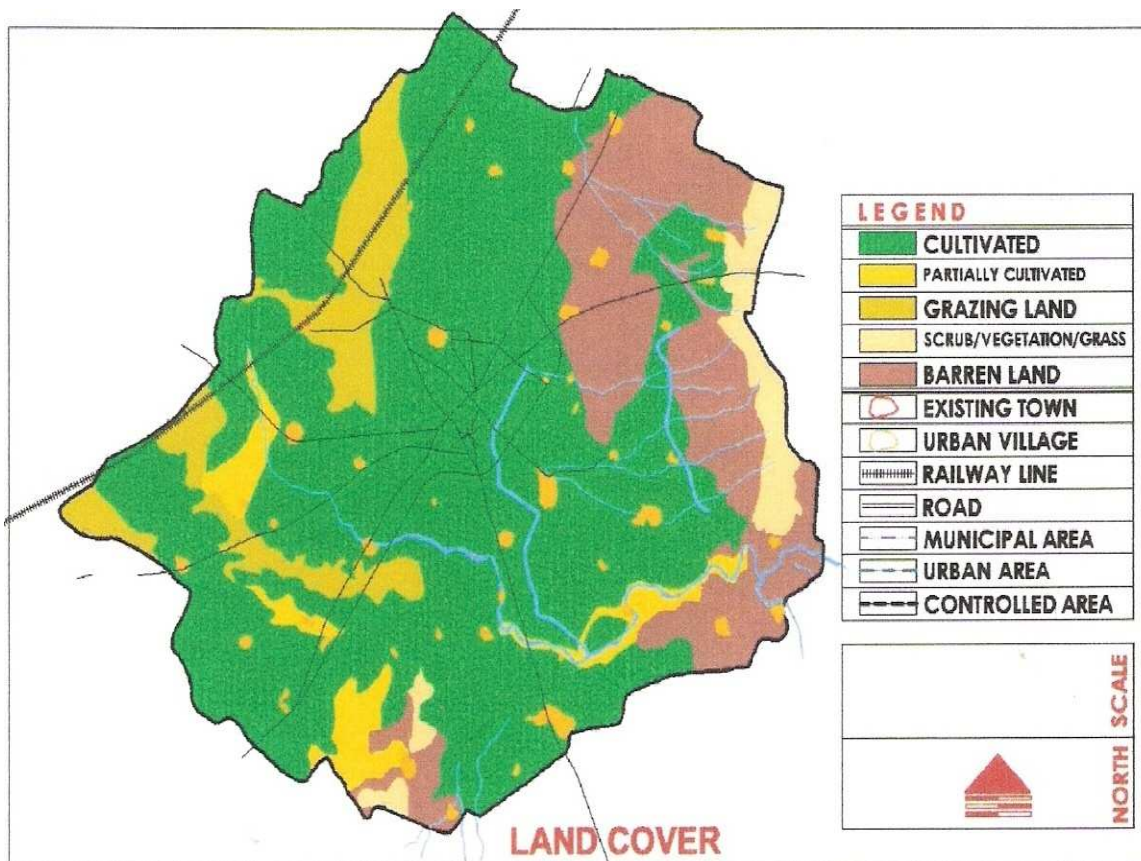 LEGEND
CULTIVATED
PARTIALLY CULTIVATED
GRAZING LAND
SCRUB/VEGETATION/GRASS
BARREN LAND
EXISTING TOWN
URBAN VILLAGE
RAILWAY LINE
ROAD
MUNICIPAL AREA
URBAN AREA
CONTROLLED AREA
SCALE
NORTH
LAND COVER